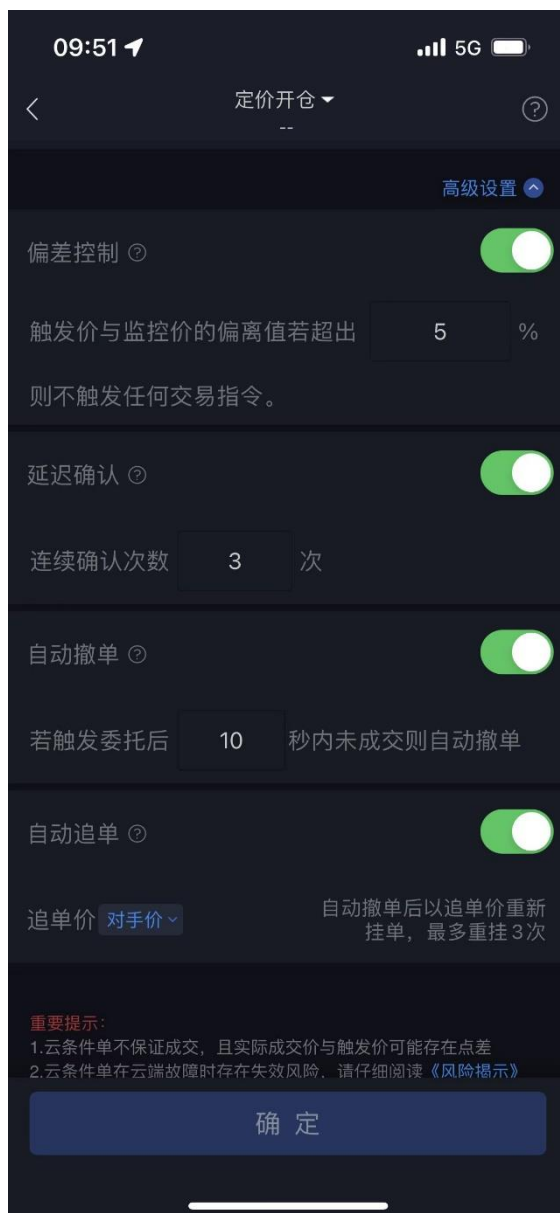 09:51
5G
定价开仓
--
高级设置
偏差控制
触发价与监控价的偏离值若超出 5 %
则不触发任何交易指令。
延迟确认
连续确认次数 3 次
自动撤单
若触发委托后 10 秒内未成交则自动撤单
自动追单
追单价 对手价
自动撤单后以追单价重新
挂单，最多重挂3次
重要提示：
1.云条件单不保证成交，且实际成交价与触发价可能存在点差
2.云条件单在云端故障时存在失效风险，请仔细阅读《风险揭示》
确 定